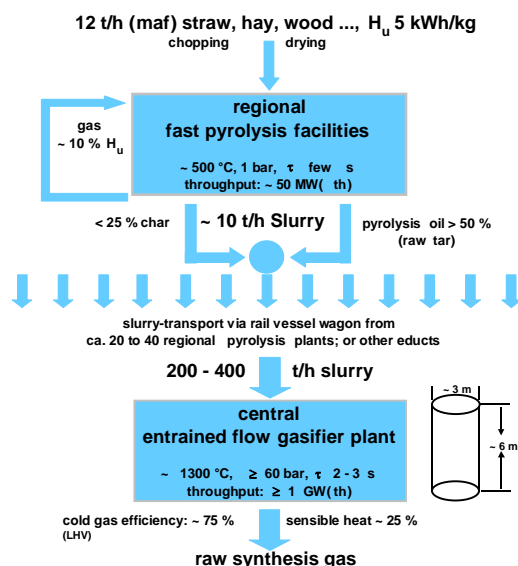 12 t/h (maf) straw, hay, wood ..., Hu 5 kWh/kg
chopping drying
regional
fast pyrolysis facilities
gas
~ 10 % Hu
~ 500 °C, 1 bar, τ few s
throughput: ~ 50 MW( th)
< 25 % char
~ 10 t/h Slurry
pyrolysis oil > 50 %
(raw tar)
slurry-transport via rail vessel wagon from
ca. 20 to 40 regional pyrolysis plants; or other educts
200 - 400 t/h slurry
central
entrained flow gasifier plant
~ 1300 °C, ≥ 60 bar, τ 2 - 3 s
throughput: ≥ 1 GW(th)
~ 3 m
~ 6 m
cold gas efficiency: ~ 75 %
(LHV)
sensible heat ~ 25 %
raw synthesis gas